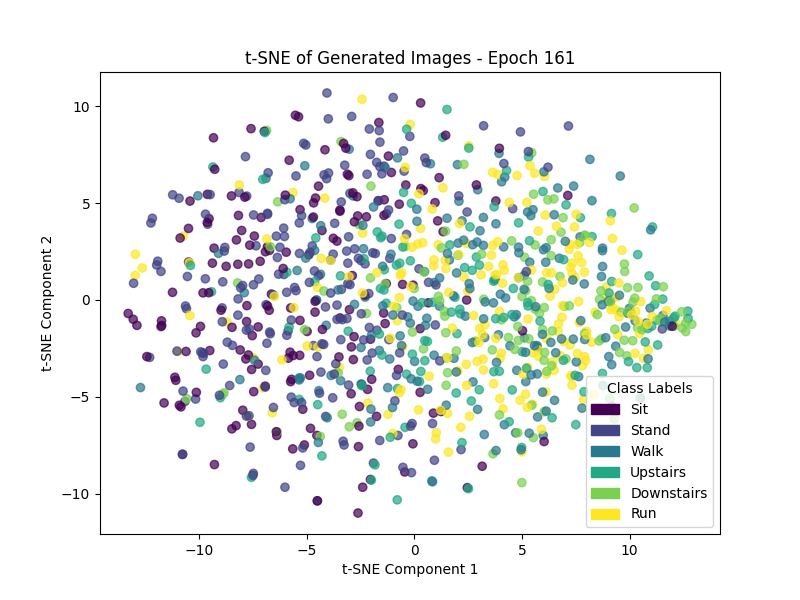 t-SNE of Generated Images - Epoch 161
10
5
0
−5
−10
t-SNE Component 2
−10 −5 0 5 10
t-SNE Component 1
Class Labels
Sit
Stand
Walk
Upstairs
Downstairs
Run